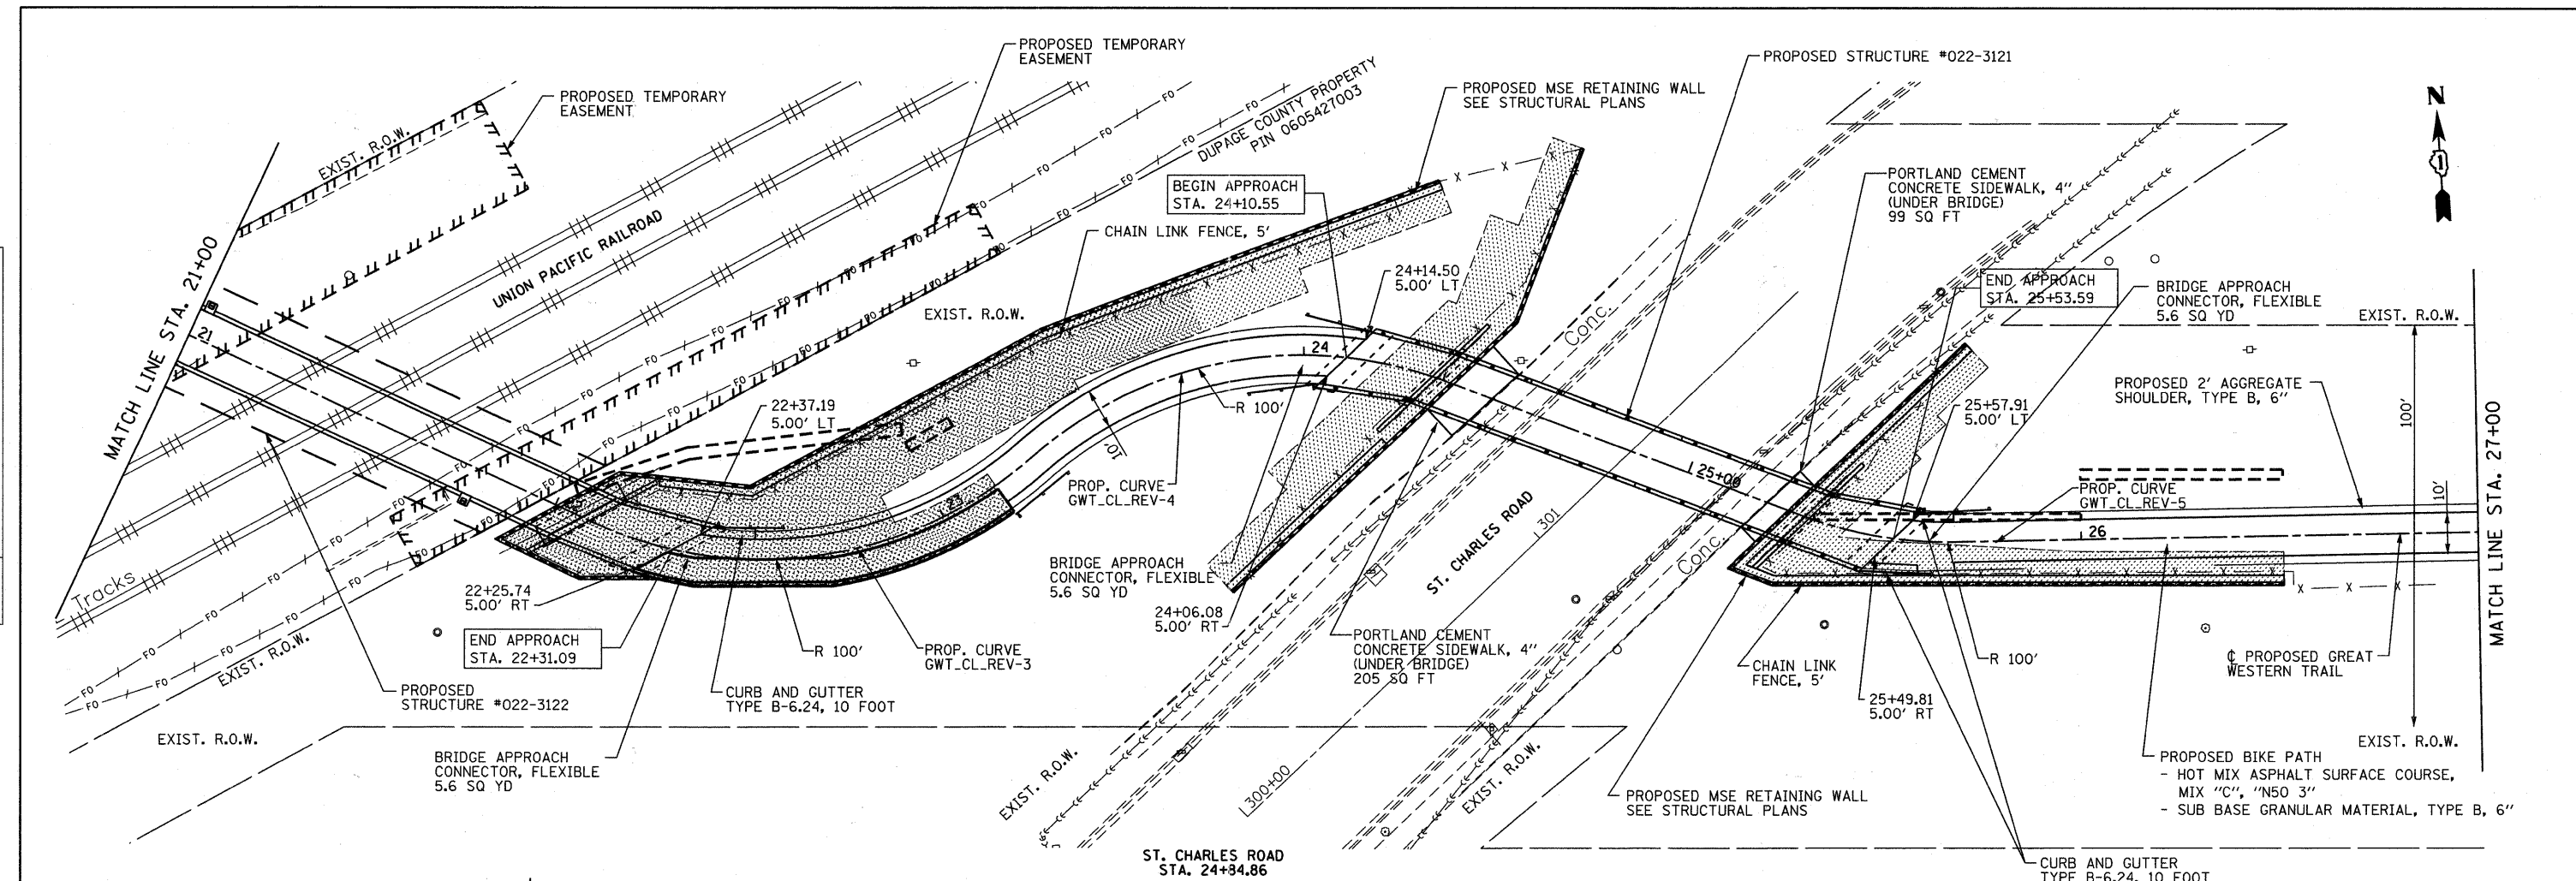 PROPOSED TEMPORARY
EASEMENT
PROPOSED TEMPORARY
EASEMENT
EXIST. R.O.W.
UNION PACIFIC RAILROAD
DUPAGE COUNTY PROPERTY
PIN 0605427003
PROPOSED MSE RETAINING WALL
SEE STRUCTURAL PLANS
PROPOSED STRUCTURE #022-3121
N
1
BEGIN APPROACH
STA. 24+10.55
CHAIN LINK FENCE, 5'
PORTLAND CEMENT
CONCRETE SIDEWALK, 4"
(UNDER BRIDGE)
99 SQ FT
24+14.50
5.00' LT
END APPROACH
STA. 25+53.59
BRIDGE APPROACH
CONNECTOR, FLEXIBLE
5.6 SQ YD
EXIST. R.O.W.
EXIST. R.O.W.
MATCH LINE STA. 21+00
21
Conc.
24
R 100'
22+37.19
5.00' LT
10'
PROP. CURVE
GWT_CL_REV-4
25+57.91
5.00' LT
PROPOSED 2' AGGREGATE
SHOULDER, TYPE B, 6"
100'
MATCH LINE STA. 27+00
25+00
PROP. CURVE
GWT_CL_REV-5
10'
23
26
ST. CHARLES ROAD
301
Conc.
Tracks
22+25.74
5.00' RT
BRIDGE APPROACH
CONNECTOR, FLEXIBLE
5.6 SQ YD
24+06.08
5.00' RT
END APPROACH
STA. 22+31.09
R 100'
PROP. CURVE
GWT_CL_REV-3
PORTLAND CEMENT
CONCRETE SIDEWALK, 4"
(UNDER BRIDGE)
205 SQ FT
CHAIN LINK
FENCE, 5'
R 100'
25+49.81
5.00' RT
℄ PROPOSED GREAT
WESTERN TRAIL
EXIST. R.O.W.
PROPOSED
STRUCTURE #022-3122
CURB AND GUTTER
TYPE B-6.24, 10 FOOT
EXIST. R.O.W.
BRIDGE APPROACH
CONNECTOR, FLEXIBLE
5.6 SQ YD
EXIST. R.O.W.
300+00
EXIST. R.O.W.
PROPOSED MSE RETAINING WALL
SEE STRUCTURAL PLANS
EXIST. R.O.W.
PROPOSED BIKE PATH
- HOT MIX ASPHALT SURFACE COURSE,
MIX "C", "N50 3"
- SUB BASE GRANULAR MATERIAL, TYPE B, 6"
ST. CHARLES ROAD
STA. 24+84.86
CURB AND GUTTER
TYPE B-6.24, 10 FOOT